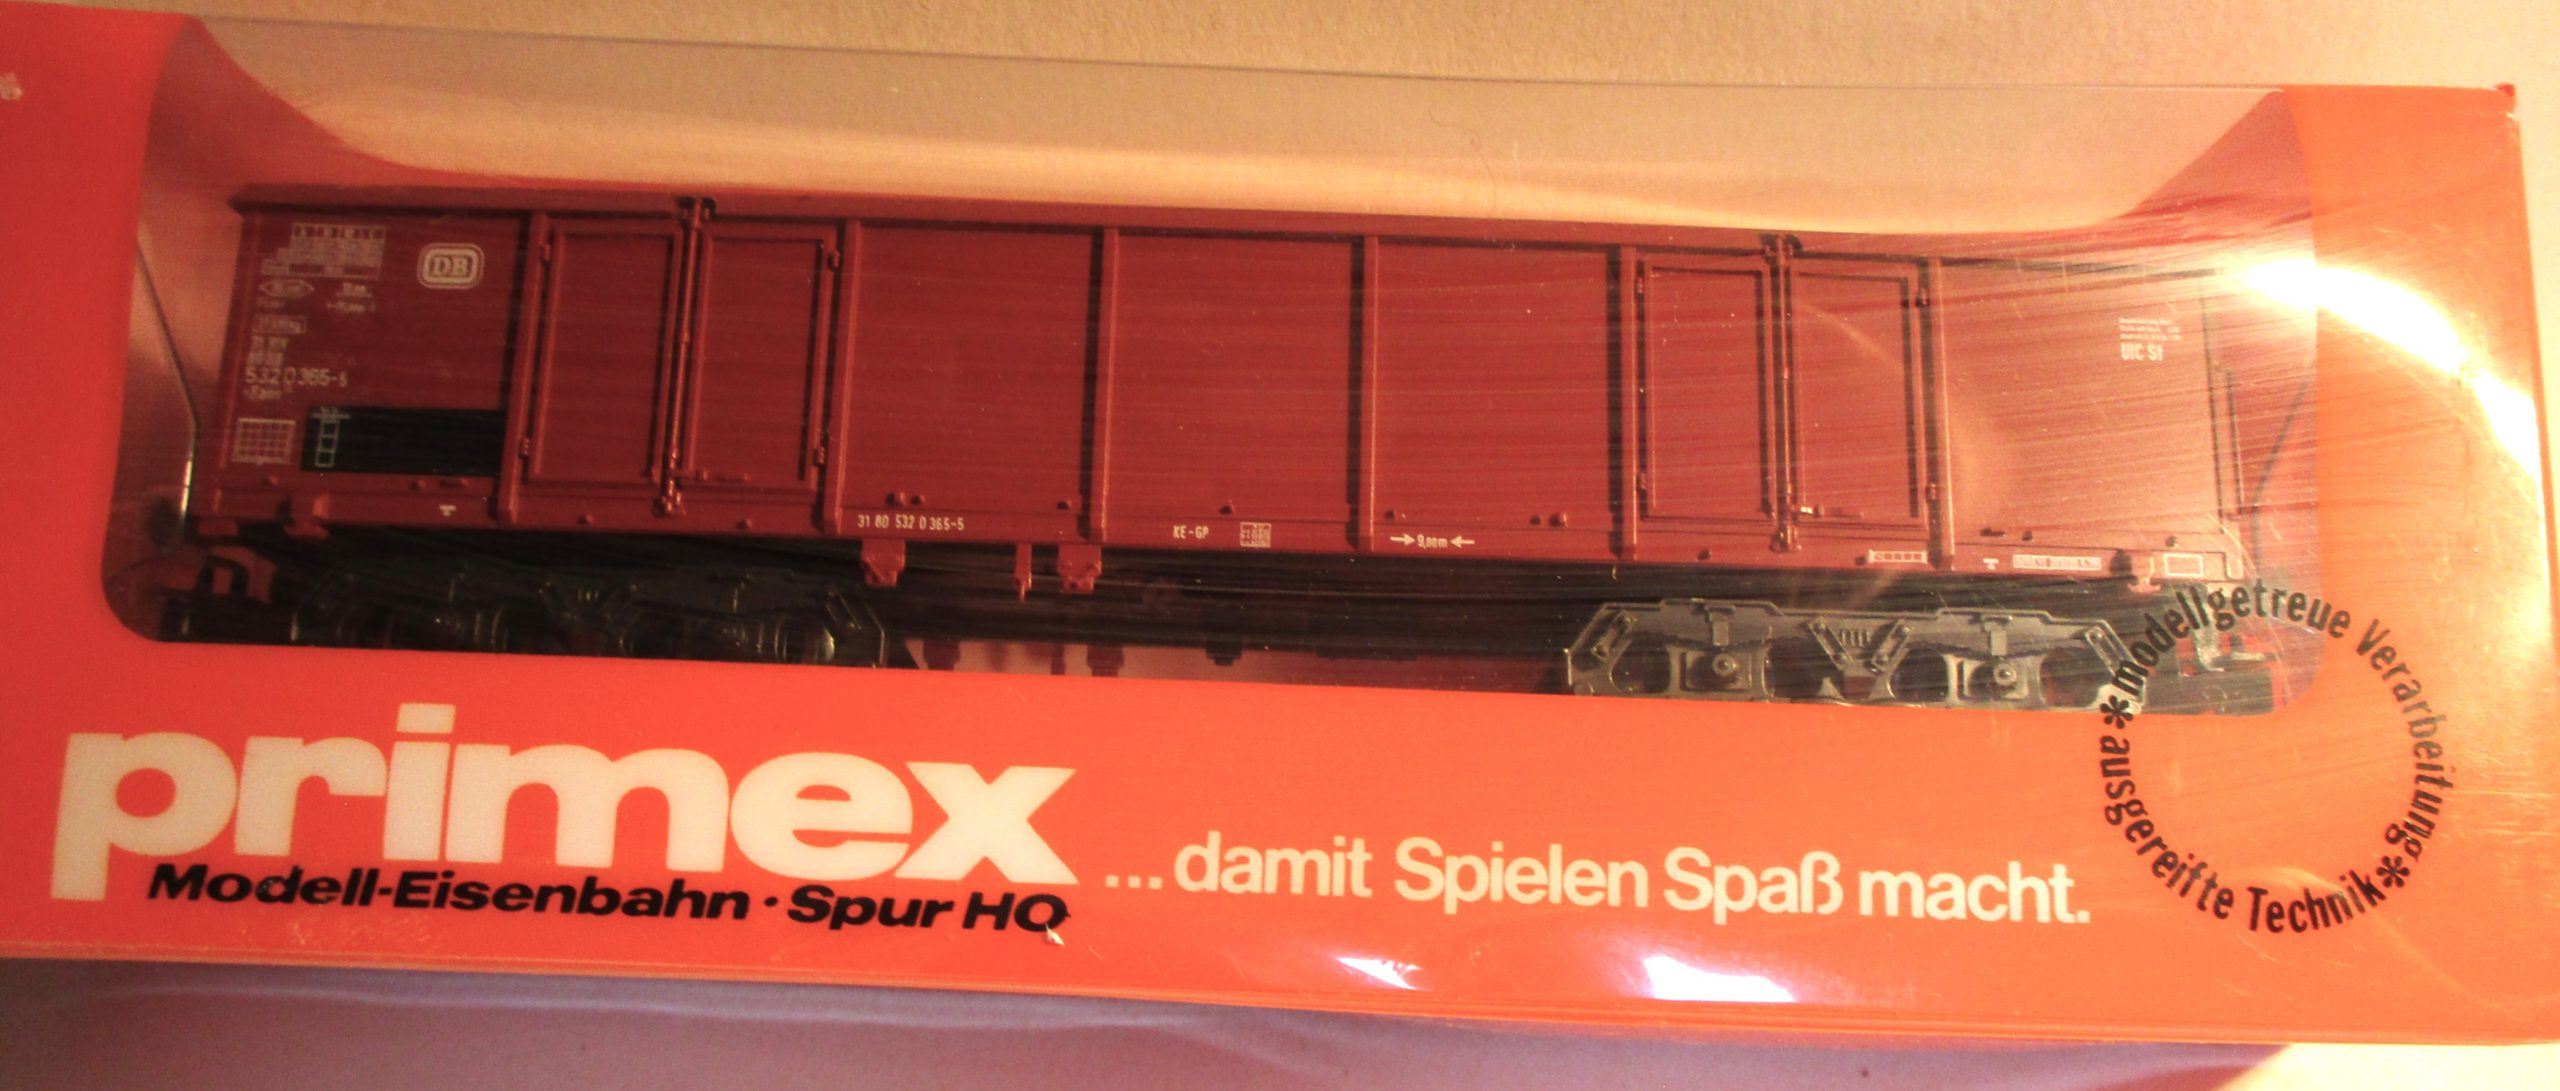 DB
532 0 365-5
UIC St
31 80 532 0 365-5
KE-GP
9,00m
primex
Modell-Eisenbahn · Spur HO
...damit Spielen Spaß macht.
*modellgetreue Verarbeitung
*ausgereifte Technik